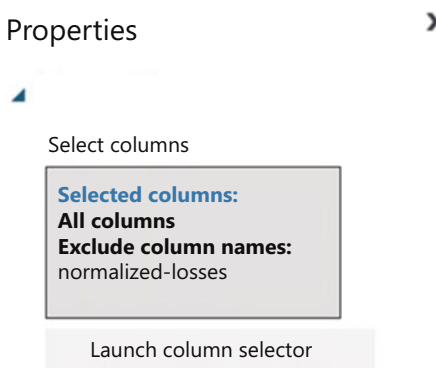 Properties
Select columns
Selected columns:
All columns
Exclude column names:
normalized-losses
Launch column selector